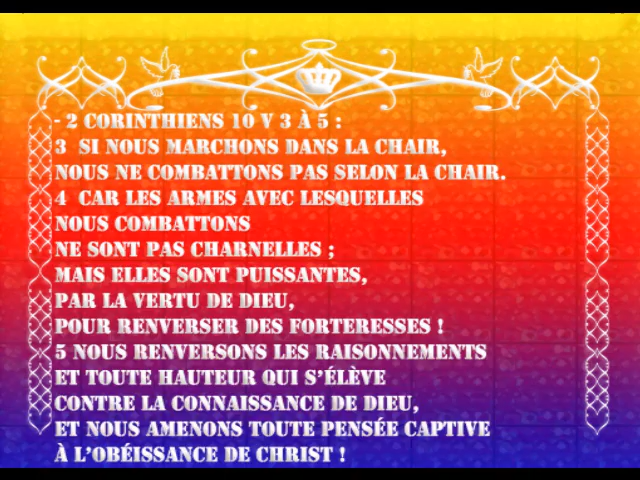 - 2 CORINTHIENS 10 V 3 À 5 :
3 SI NOUS MARCHONS DANS LA CHAIR,
NOUS NE COMBATTONS PAS SELON LA CHAIR.
4 CAR LES ARMES AVEC LESQUELLES
NOUS COMBATTONS
NE SONT PAS CHARNELLES ;
MAIS ELLES SONT PUISSANTES,
PAR LA VERTU DE DIEU,
POUR RENVERSER DES FORTERESSES !
5 NOUS RENVERSONS LES RAISONNEMENTS
ET TOUTE HAUTEUR QUI S’ÉLÈVE
CONTRE LA CONNAISSANCE DE DIEU,
ET NOUS AMENONS TOUTE PENSÉE CAPTIVE
À L’OBÉISSANCE DE CHRIST !